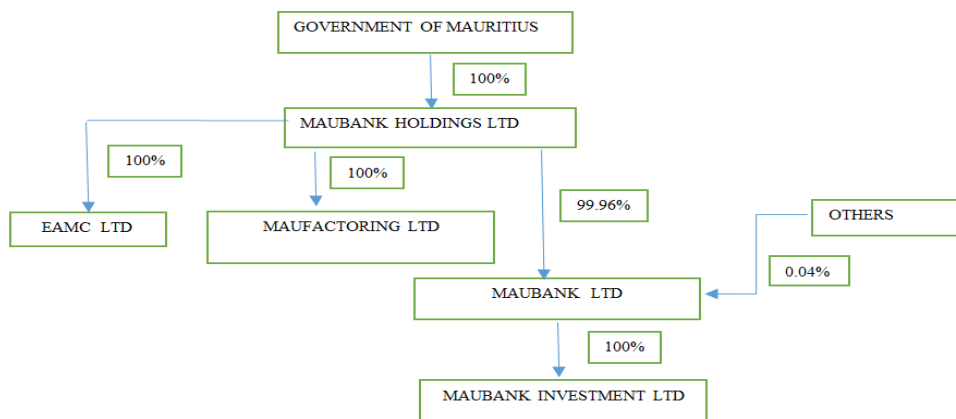 GOVERNMENT OF MAURITIUS
100%
MAUBANK HOLDINGS LTD
100%
100%
99.96%
EAMC LTD
MAUFACTORING LTD
OTHERS
0.04%
MAUBANK LTD
100%
MAUBANK INVESTMENT LTD